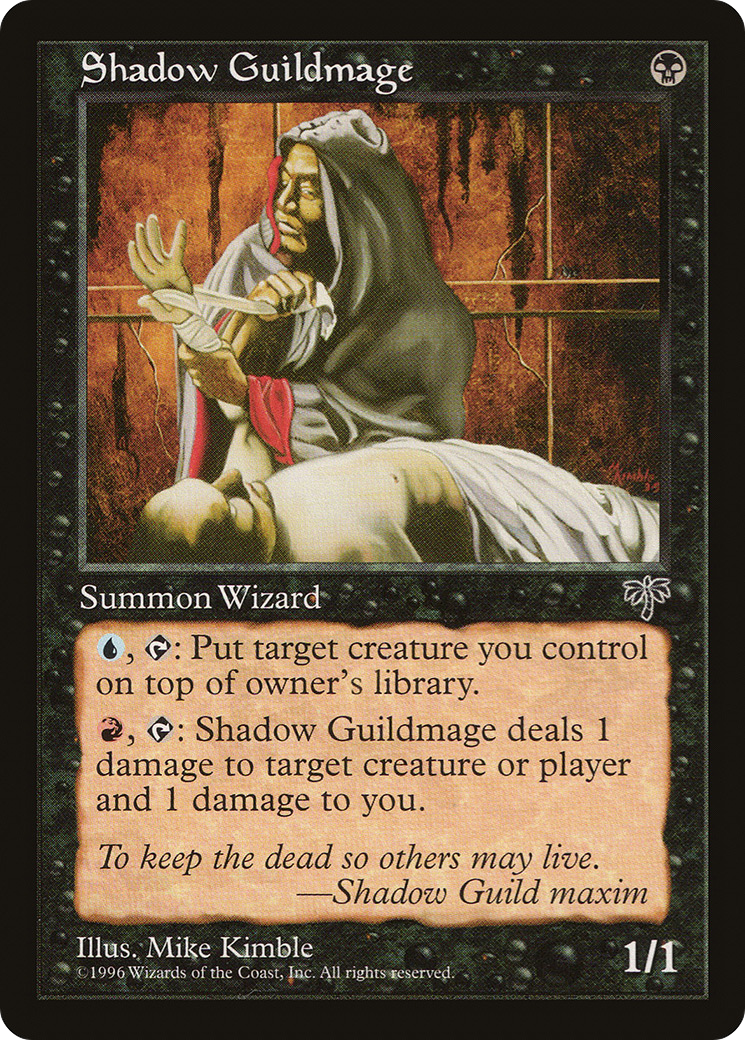 Shadow Guildmage
Kimble
Summon Wizard
: Put target creature you control
on top of owner's library.
: Shadow Guildmage deals 1
damage to target creature or player
and 1 damage to you.
To keep the dead so others may live.
—Shadow Guild maxim
Illus. Mike Kimble
1/1
©1996 Wizards of the Coast, Inc. All rights reserved.